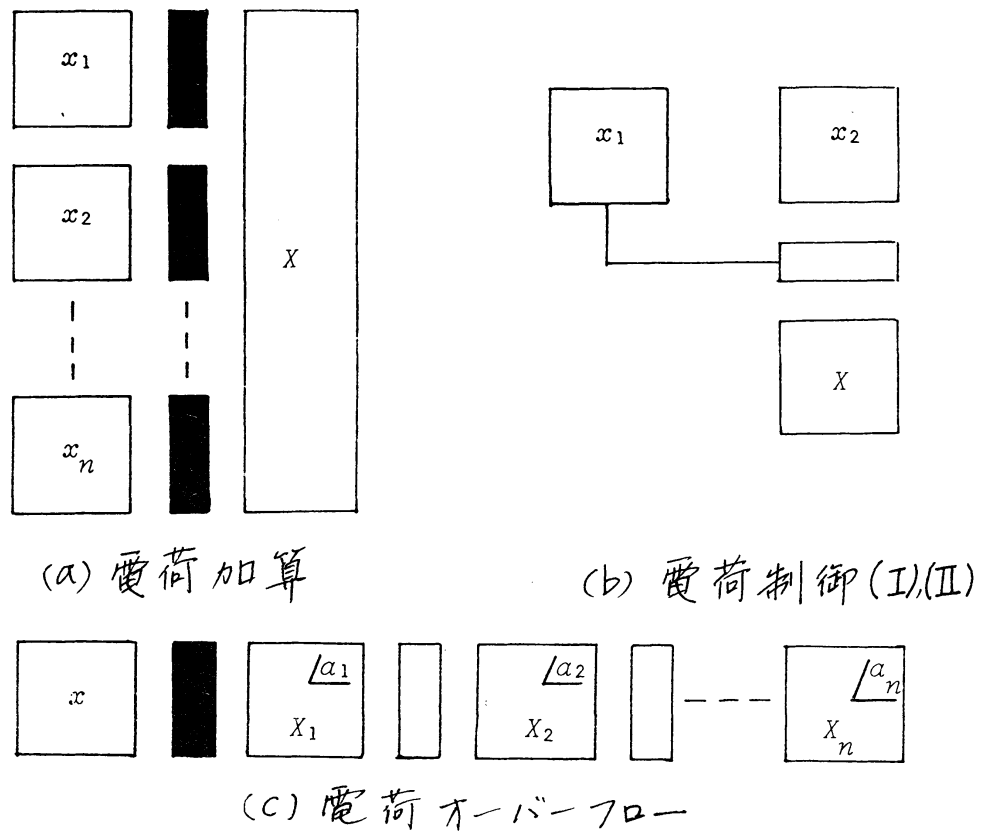 x1
x2
X
xn
(a) 電荷加算
x1
x2
X
(b) 電荷制御(I),(II)
x
a1
X1
a2
X2
an
Xn
(c) 電荷オーバーフロー